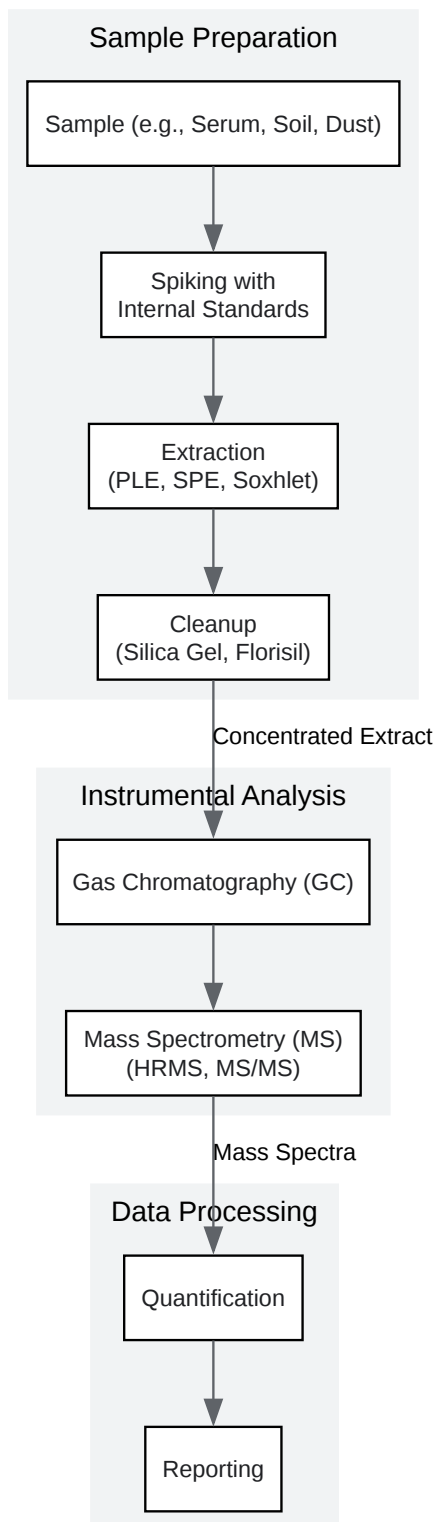 Sample Preparation
Sample (e.g., Serum, Soil, Dust)
Spiking with
Internal Standards
Extraction
(PLE, SPE, Soxhlet)
Cleanup
(Silica Gel, Florisil)
Concentrated Extract
Instrumental Analysis
Gas Chromatography (GC)
Mass Spectrometry (MS)
(HRMS, MS/MS)
Mass Spectra
Data Processing
Quantification
Reporting